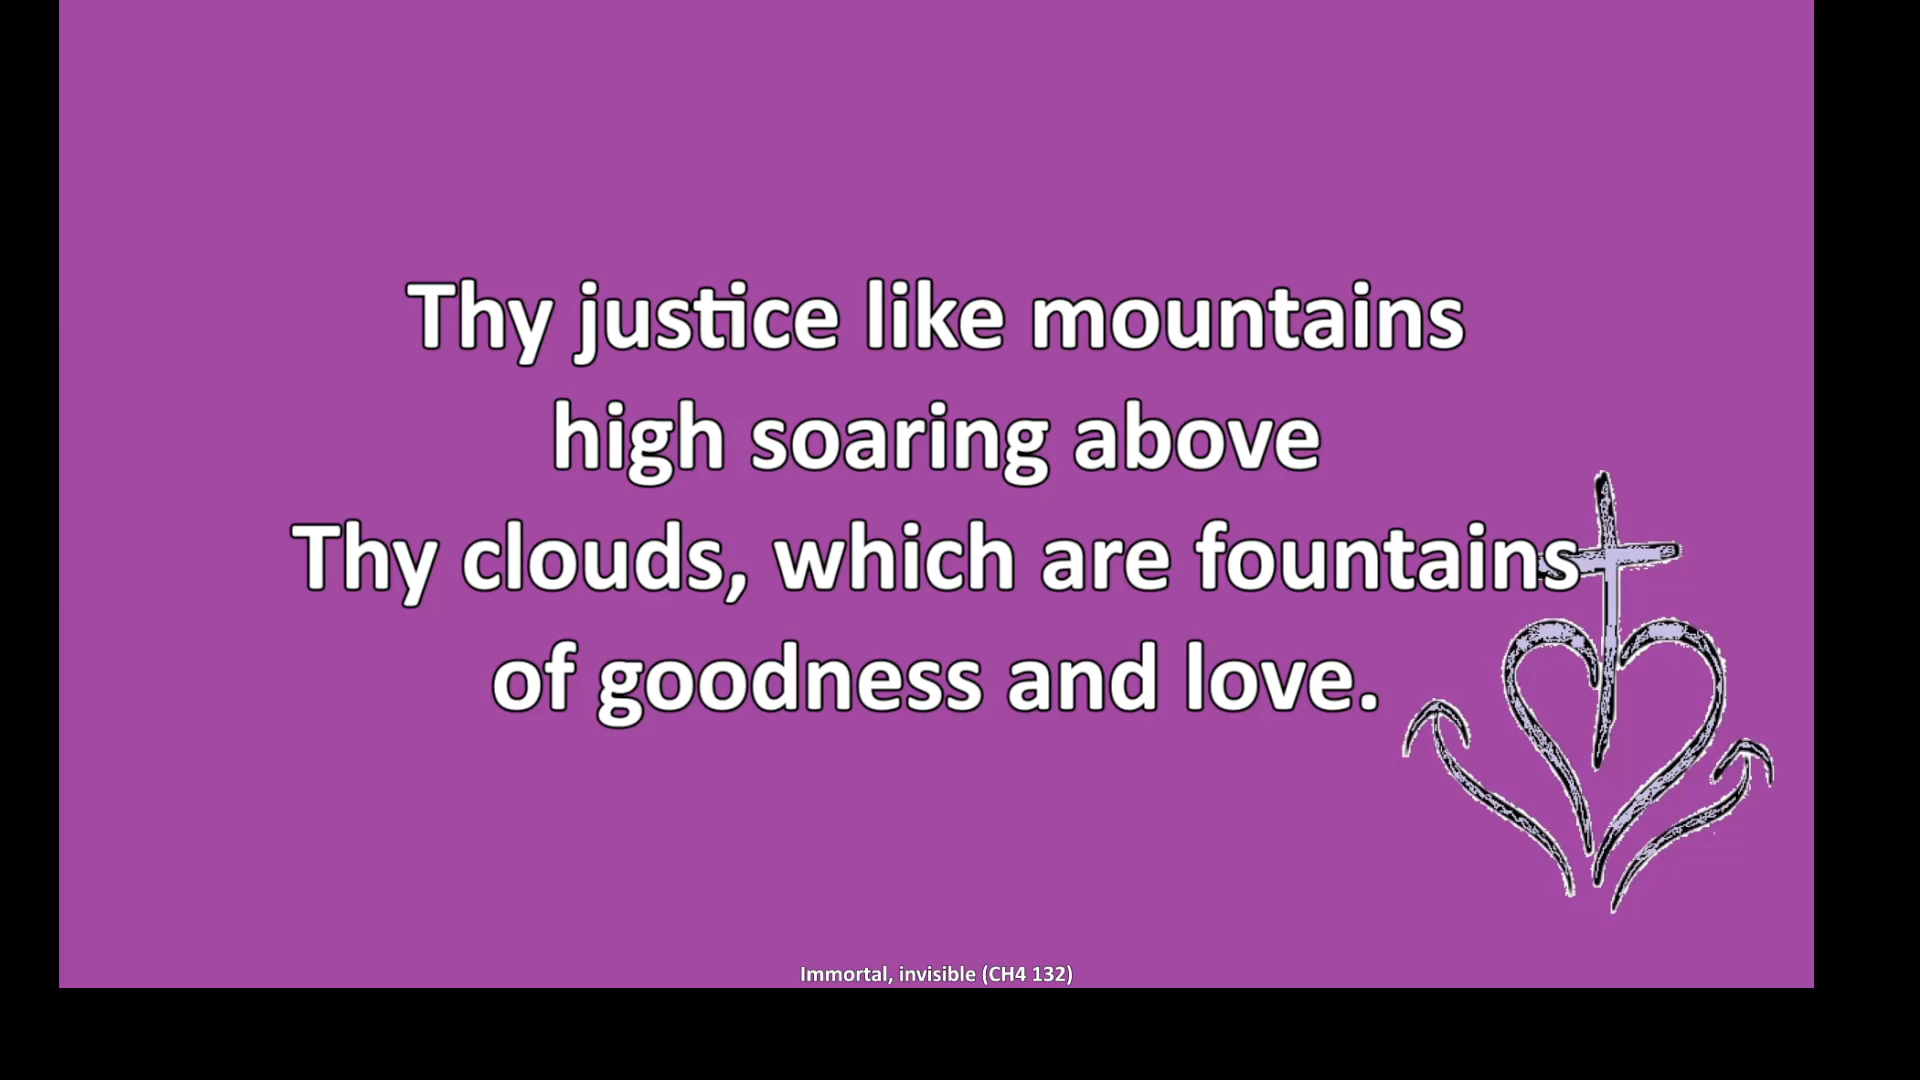 Thy justice like mountains
high soaring above
Thy clouds, which are fountains
of goodness and love.
Immortal, invisible (CH4 132)